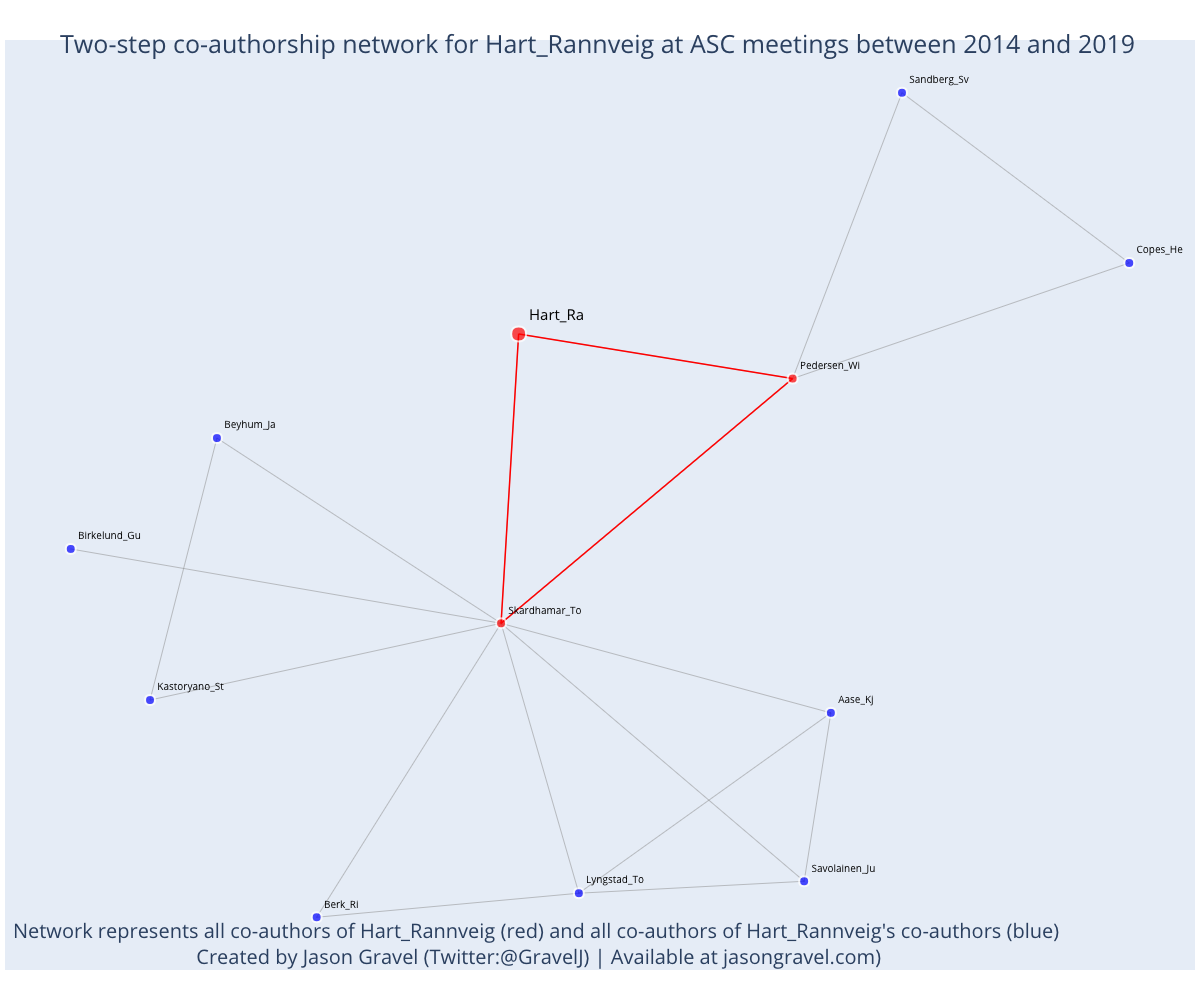 Two-step co-authorship network for Hart_Rannveig at ASC meetings between 2014 and 2019
Sandberg_Sv
Copes_He
Hart_Ra
Pedersen_Wi
Beyhum_Ja
Birkelund_Gu
Skardhamar_To
Kastoryano_St
Aase_Kj
Savolainen_Ju
Lyngstad_To
Berk_Ri
Network represents all co-authors of Hart_Rannveig (red) and all co-authors of Hart_Rannveig's co-authors (blue)
Created by Jason Gravel (Twitter:@GravelJ) | Available at jasongravel.com)